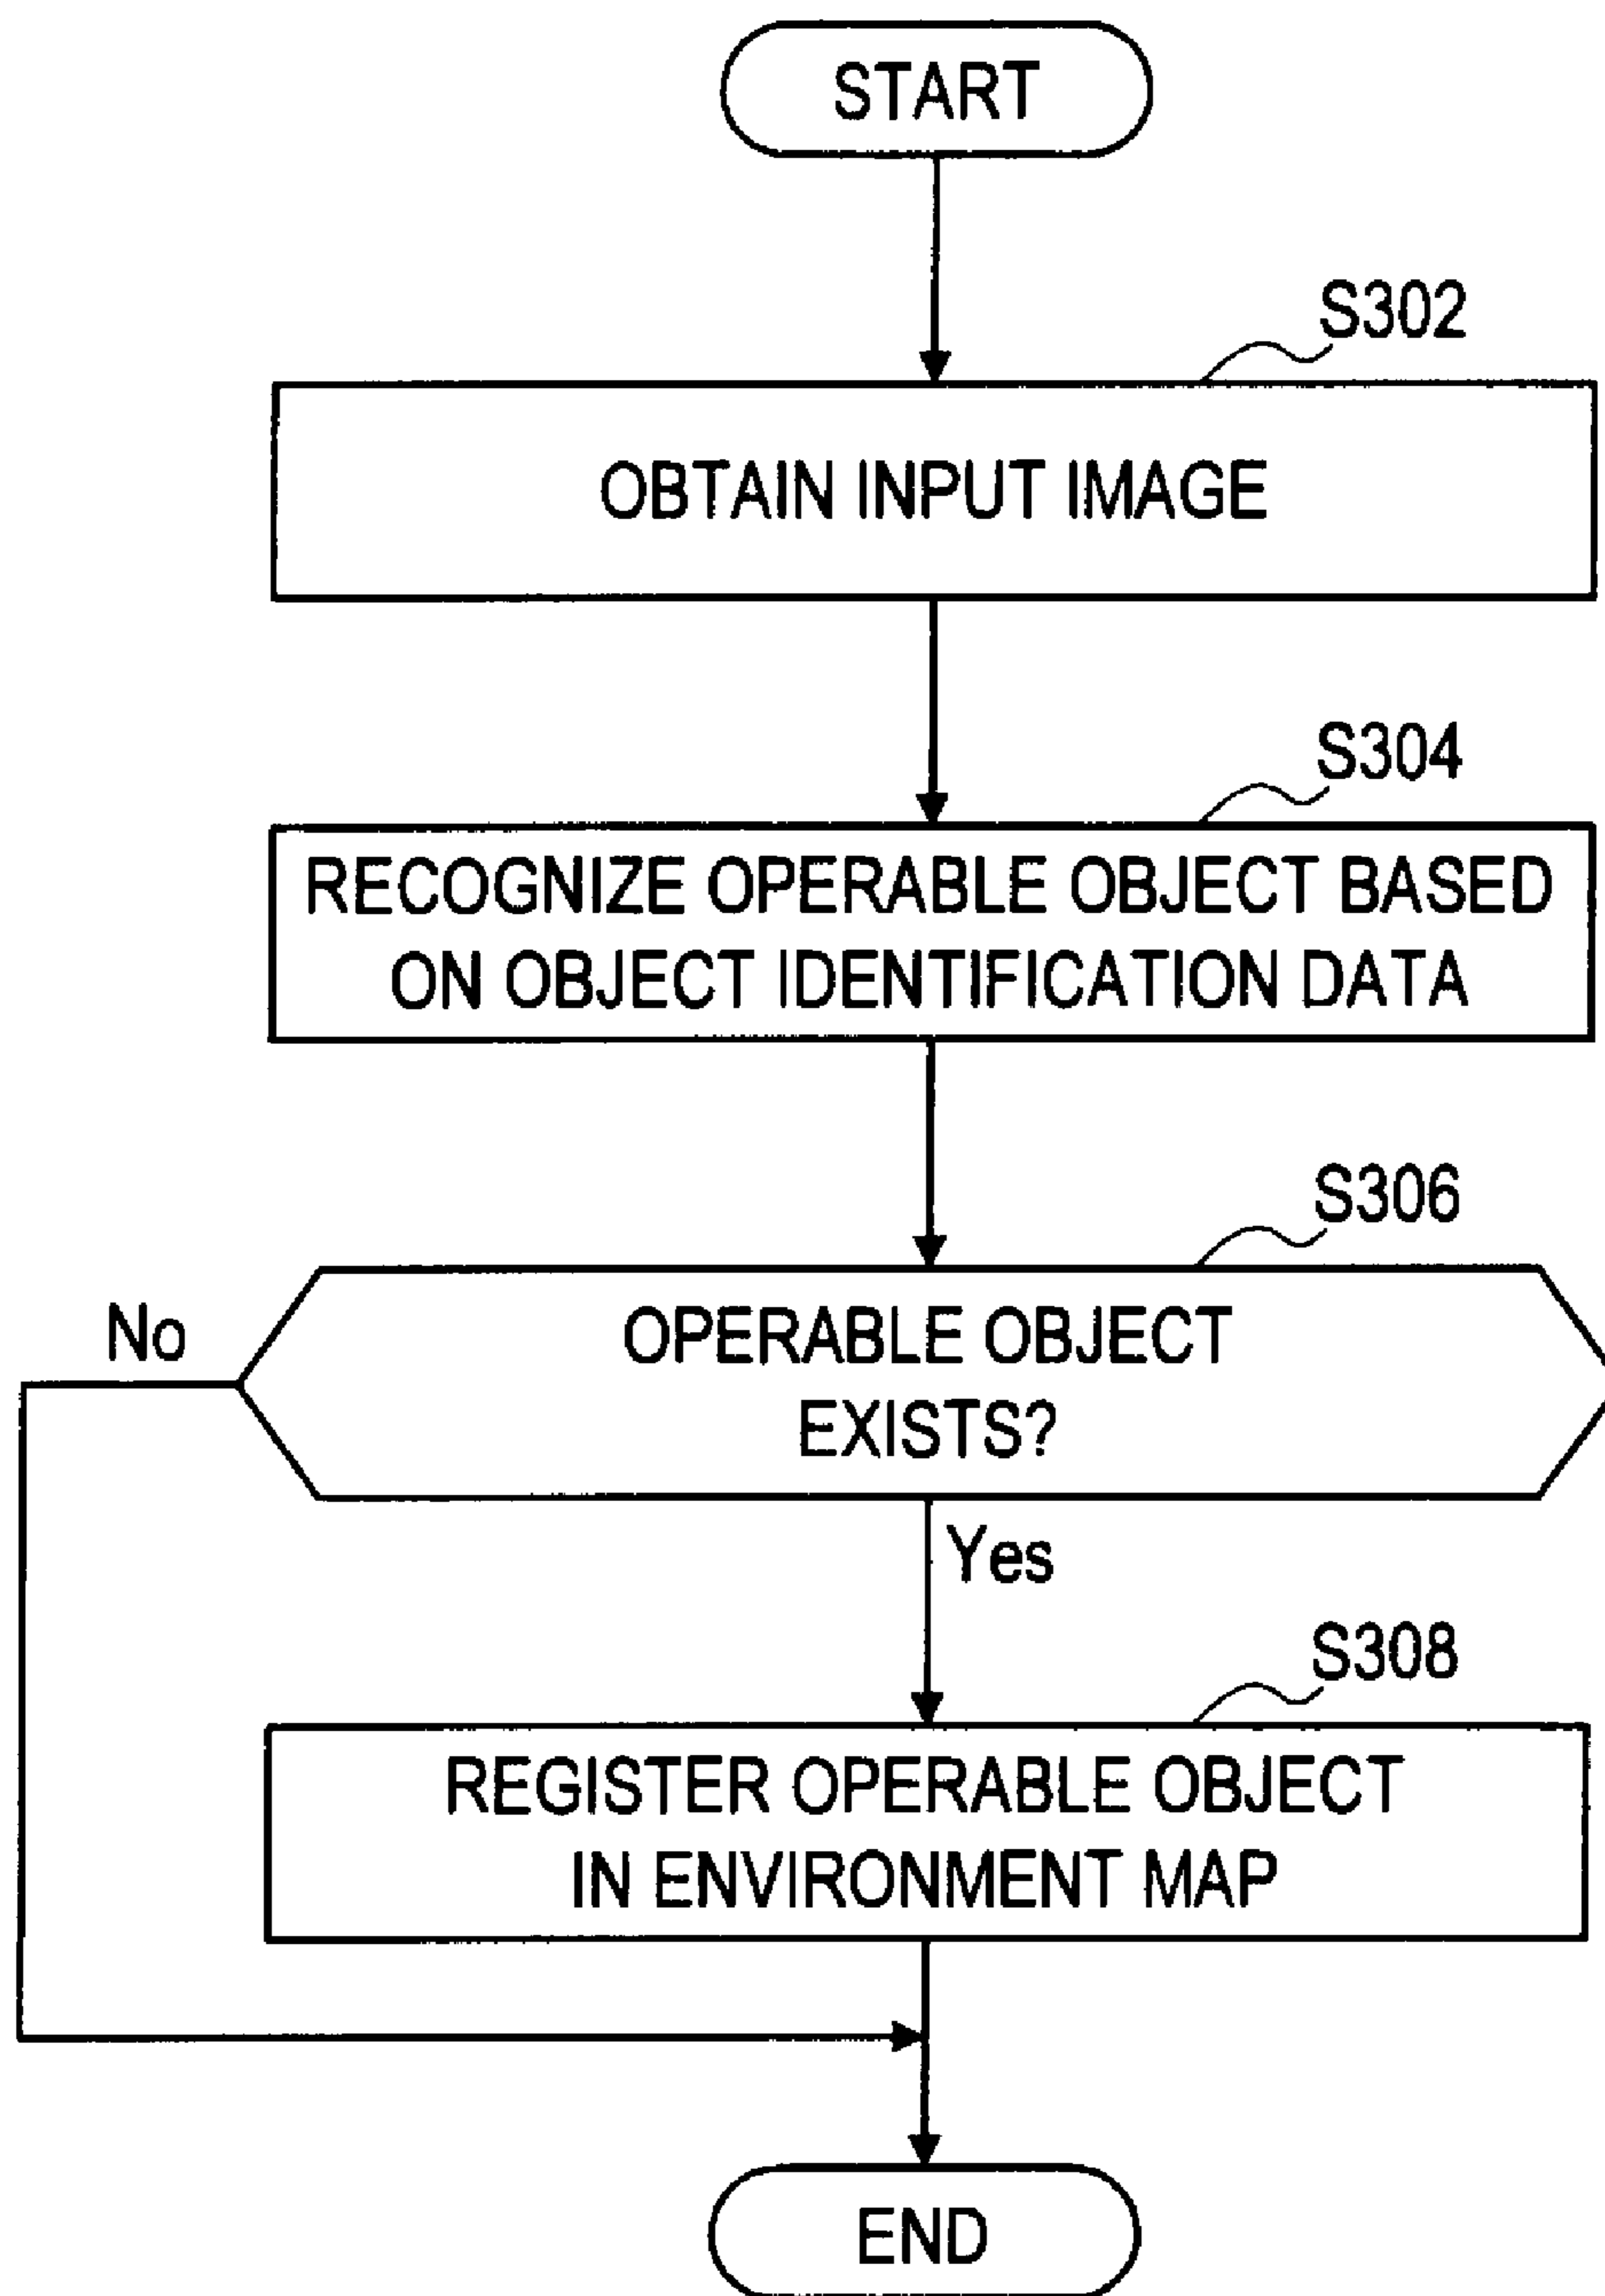 START
S302
OBTAIN INPUT IMAGE
S304
RECOGNIZE OPERABLE OBJECT BASED
ON OBJECT IDENTIFICATION DATA
S306
No
OPERABLE OBJECT
EXISTS?
Yes
S308
REGISTER OPERABLE OBJECT
IN ENVIRONMENT MAP
END